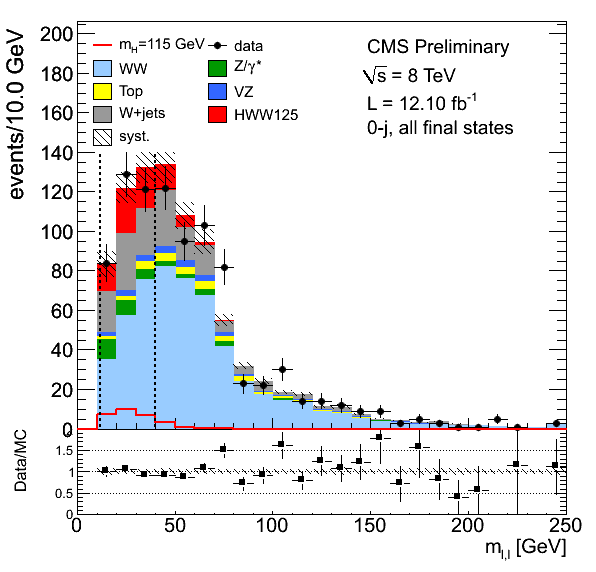 events/10.0 GeV
200
180
160
140
120
100
80
60
40
20
0
m_H=115 GeV
data
WW
Z/γ*
Top
VZ
W+jets
HWW125
syst.
CMS Preliminary
√s = 8 TeV
L = 12.10 fb⁻¹
0-j, all final states
Data/MC
1.5
1
0.5
0
0 50 100 150 200 250
m_l,l [GeV]